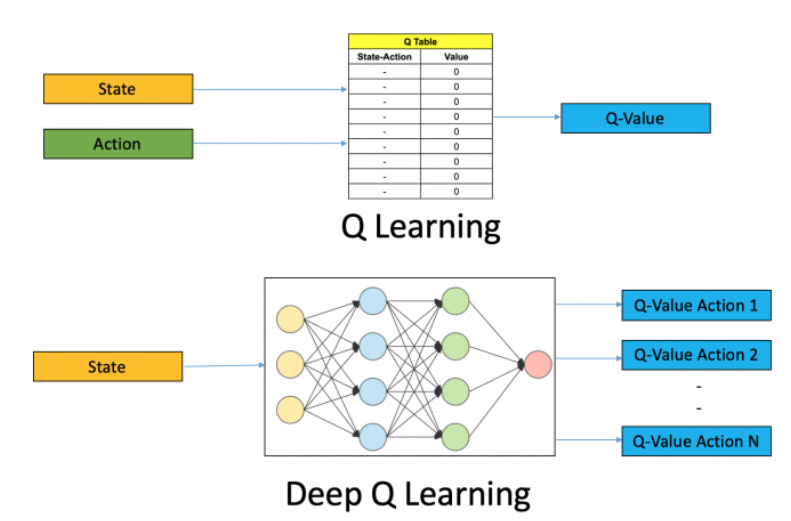 Q Table
State-Action Value
- 0
- 0
- 0
- 0
- 0
- 0
- 0
- 0
- 0
State
Action
Q-Value
Q Learning
State
Q-Value Action 1
Q-Value Action 2
-
-
Q-Value Action N
Deep Q Learning